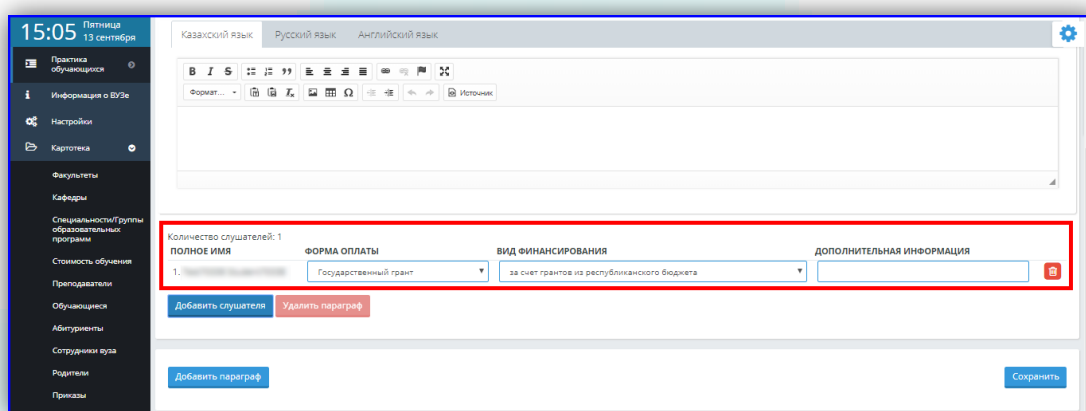 15:05 Пятница
13 сентября
Практика
обучающихся
Информация о ВУЗе
Настройки
Картотека
Факультеты
Кафедры
Специальности/Группы
образовательных
программ
Стоимость обучения
Преподаватели
Обучающиеся
Абитуриенты
Сотрудники вуза
Родители
Приказы
Казахский язык Русский язык Английский язык
B I S
Формат... Источник
Количество слушателей: 1
ПОЛНОЕ ИМЯ ФОРМА ОПЛАТЫ ВИД ФИНАНСИРОВАНИЯ ДОПОЛНИТЕЛЬНАЯ ИНФОРМАЦИЯ
1. Государственный грант за счет грантов из республиканского бюджета
Добавить слушателя Удалить параграф
Добавить параграф Сохранить